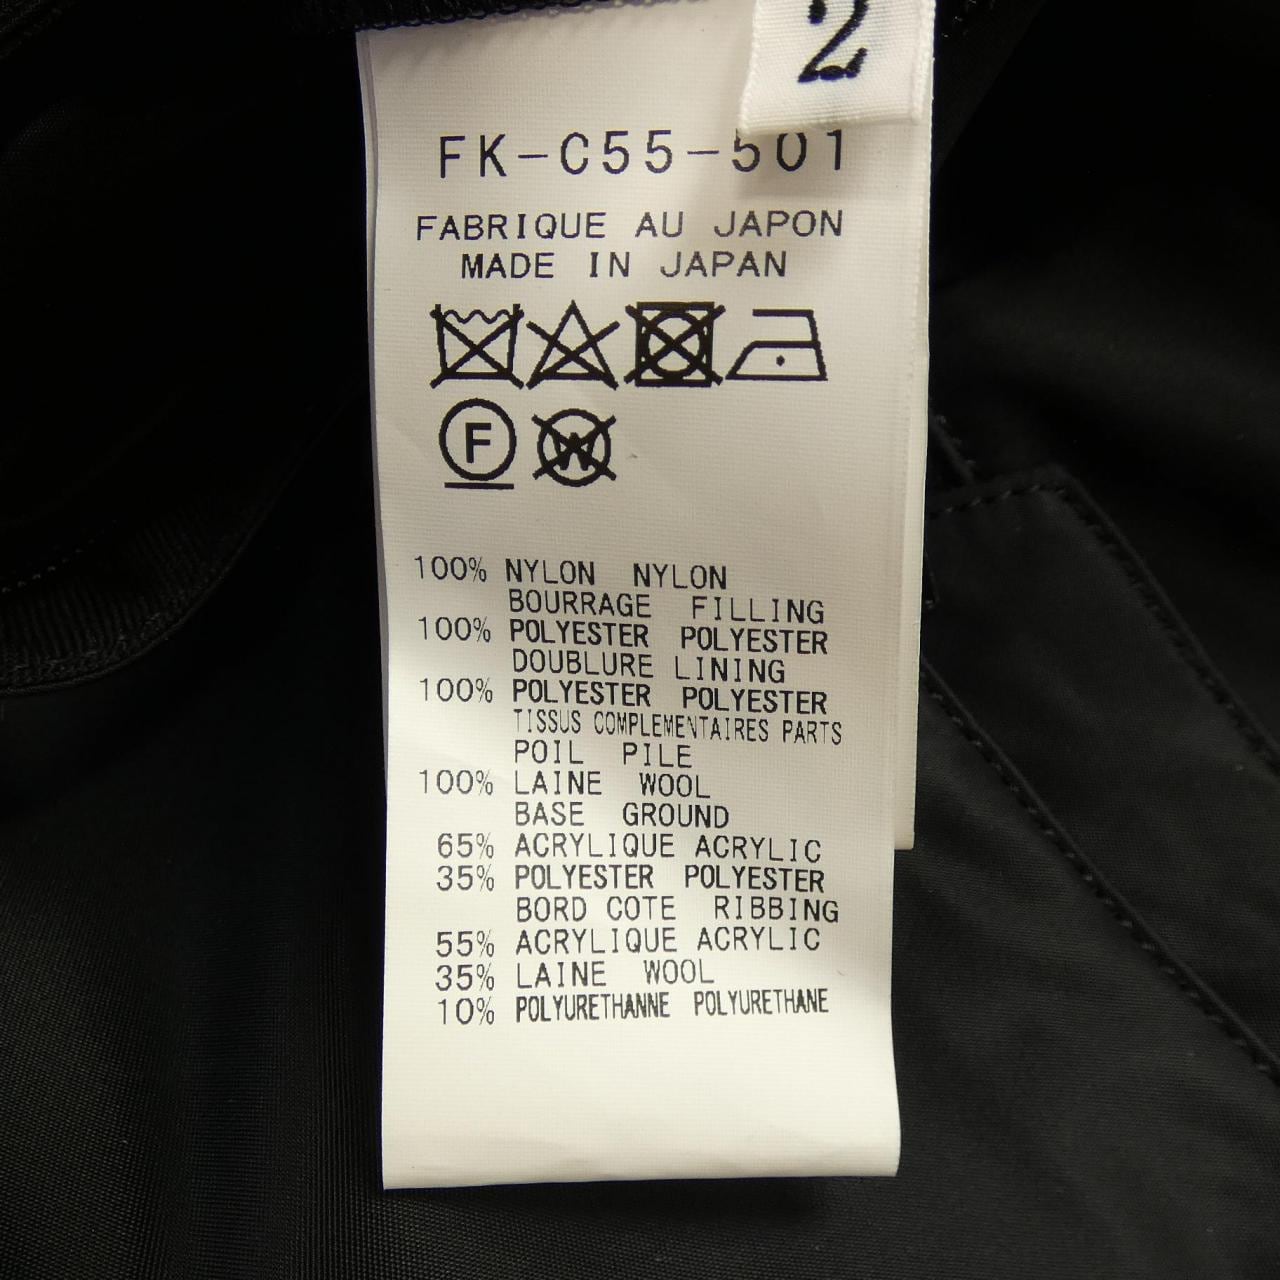 2
FK-C55-501
FABRIQUE AU JAPON
MADE IN JAPAN
F W
100% NYLON NYLON
BOURRAGE FILLING
100% POLYESTER POLYESTER
DOUBLURE LINING
100% POLYESTER POLYESTER
TISSUS COMPLEMENTAIRES PARTS
POIL PILE
100% LAINE WOOL
BASE GROUND
65% ACRYLIQUE ACRYLIC
35% POLYESTER POLYESTER
BORD COTE RIBBING
55% ACRYLIQUE ACRYLIC
35% LAINE WOOL
10% POLYURETHANNE POLYURETHANE